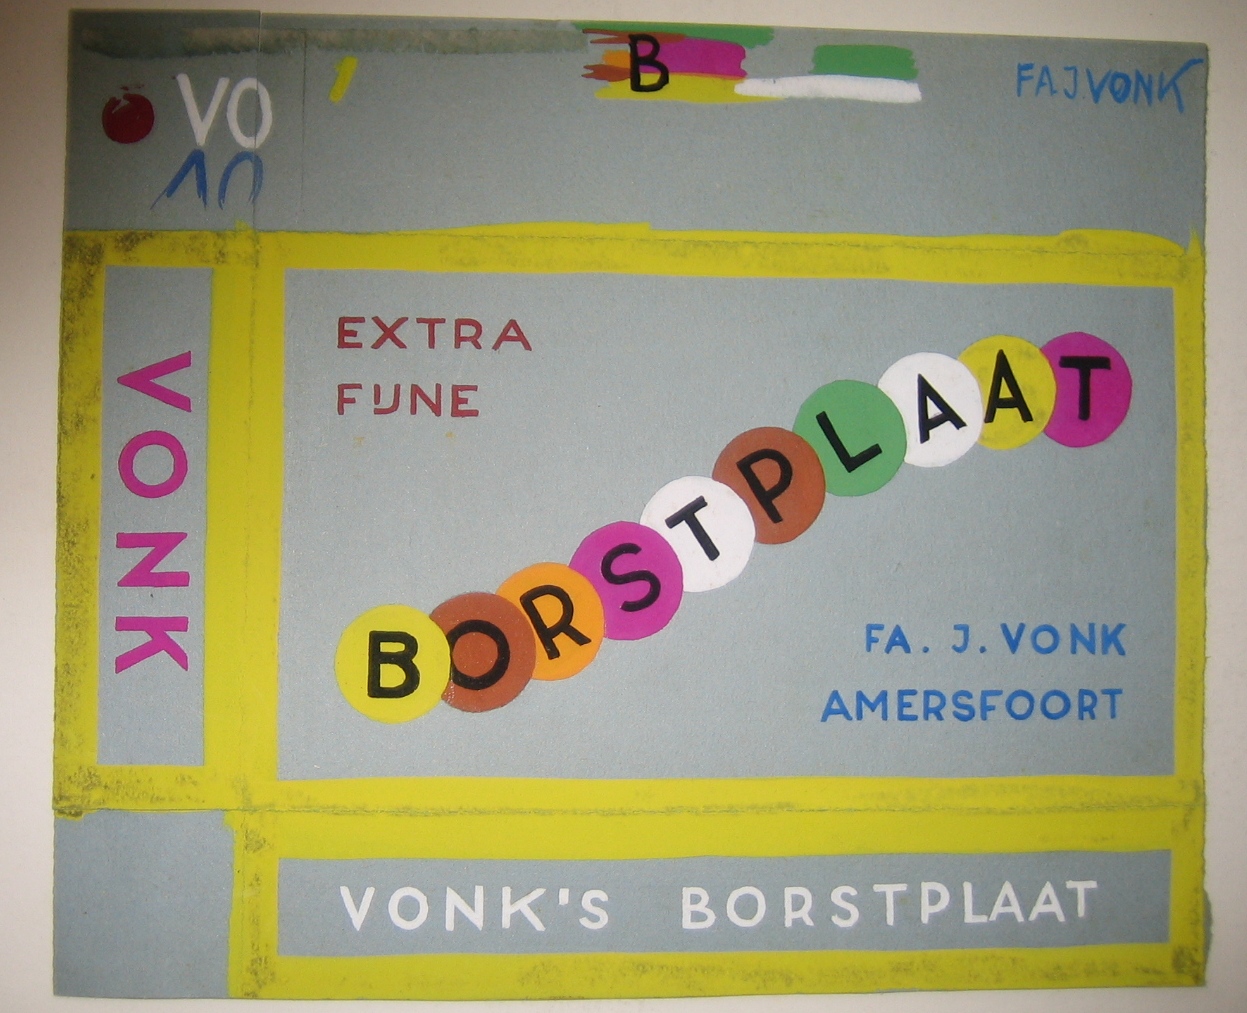 B
FA.J.VONK
VO
VONK
EXTRA
FIJNE
BORSTPLAAT
FA. J. VONK
AMERSFOORT
VONK'S BORSTPLAAT